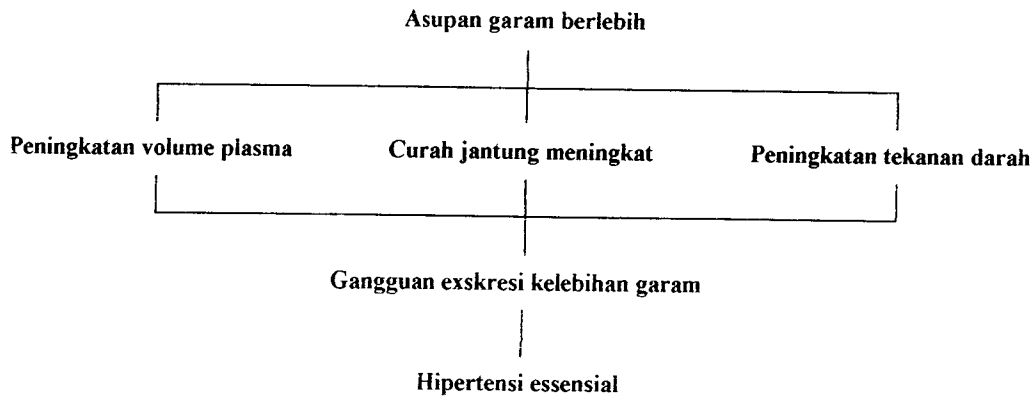 Asupan garam berlebih
Peningkatan volume plasma
Curah jantung meningkat
Peningkatan tekanan darah
Gangguan exskresi kelebihan garam
Hipertensi essensial